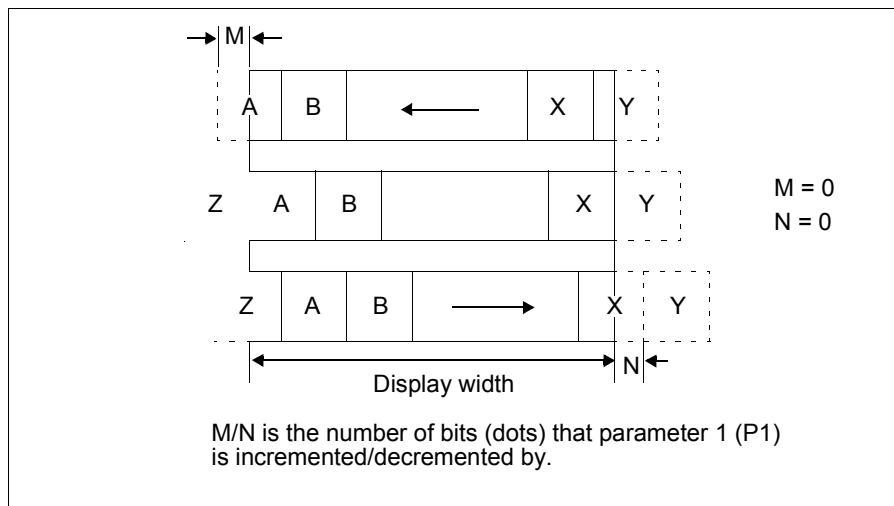 M
A B X Y
Z A B X Y
M = 0
N = 0
Z A B X Y
N
Display width
M/N is the number of bits (dots) that parameter 1 (P1)
is incremented/decremented by.